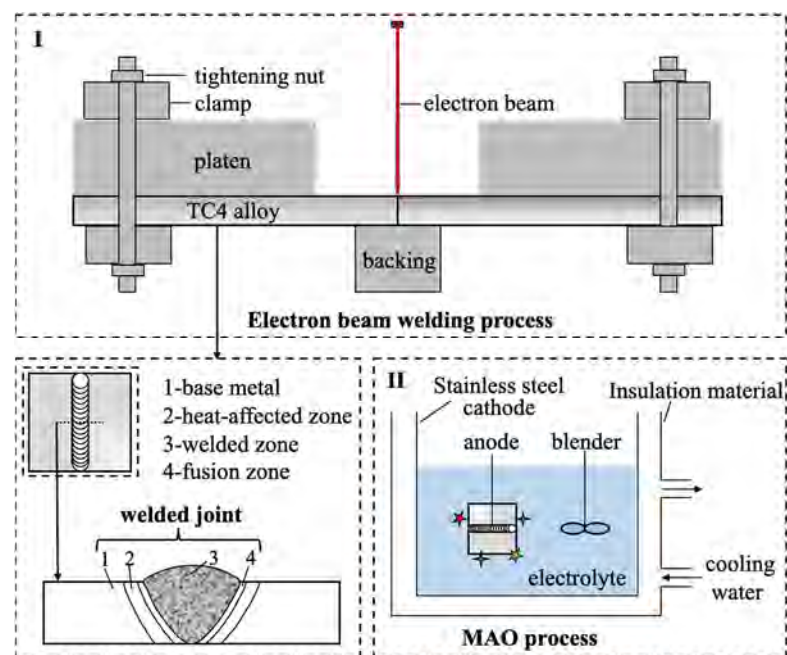 I
tightening nut
clamp
electron beam
platen
TC4 alloy
backing
Electron beam welding process
1-base metal
2-heat-affected zone
3-welded zone
4-fusion zone
welded joint
1 2 3 4
II
Stainless steel
cathode
Insulation material
anode
blender
electrolyte
cooling
water
MAO process